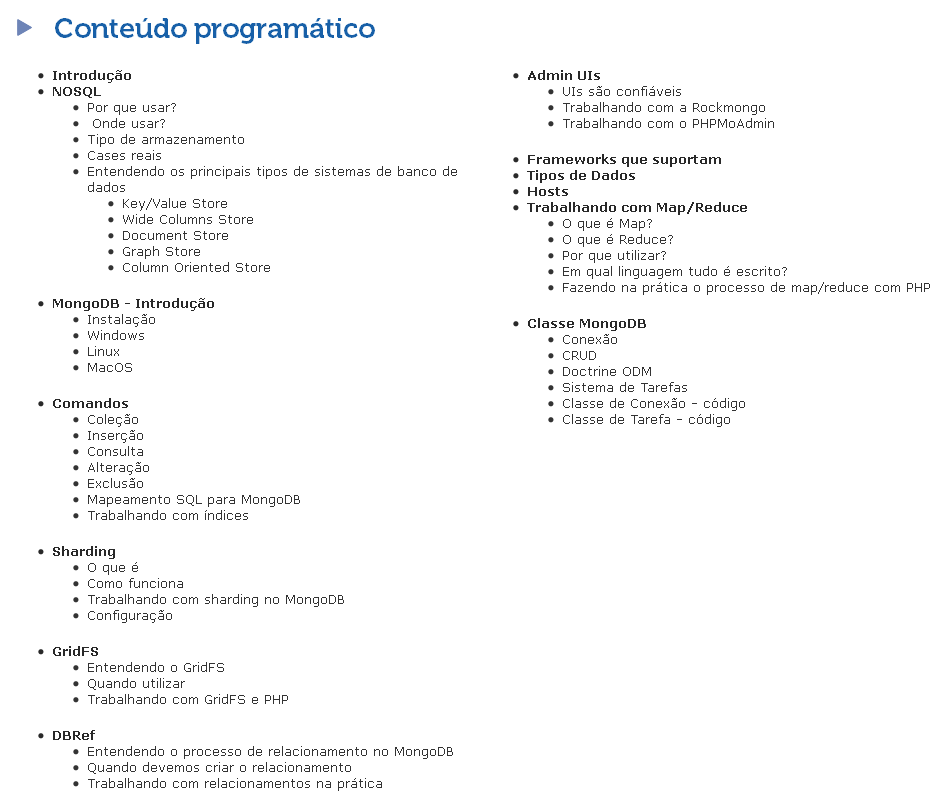 Conteúdo programático
Introdução
NOSQL
Por que usar?
Onde usar?
Tipo de armazenamento
Cases reais
Entendendo os principais tipos de sistemas de banco de
dados
Key/Value Store
Wide Columns Store
Document Store
Graph Store
Column Oriented Store
MongoDB - Introdução
Instalação
Windows
Linux
MacOS
Comandos
Coleção
Inserção
Consulta
Alteração
Exclusão
Mapeamento SQL para MongoDB
Trabalhando com índices
Sharding
O que é
Como funciona
Trabalhando com sharding no MongoDB
Configuração
GridFS
Entendendo o GridFS
Quando utilizar
Trabalhando com GridFS e PHP
DBRef
Entendendo o processo de relacionamento no MongoDB
Quando devemos criar o relacionamento
Trabalhando com relacionamentos na prática
Admin UIs
UIs são confiáveis
Trabalhando com a Rockmongo
Trabalhando com o PHPMoAdmin
Frameworks que suportam
Tipos de Dados
Hosts
Trabalhando com Map/Reduce
O que é Map?
O que é Reduce?
Por que utilizar?
Em qual linguagem tudo é escrito?
Fazendo na prática o processo de map/reduce com PHP
Classe MongoDB
Conexão
CRUD
Doctrine ODM
Sistema de Tarefas
Classe de Conexão - código
Classe de Tarefa - código